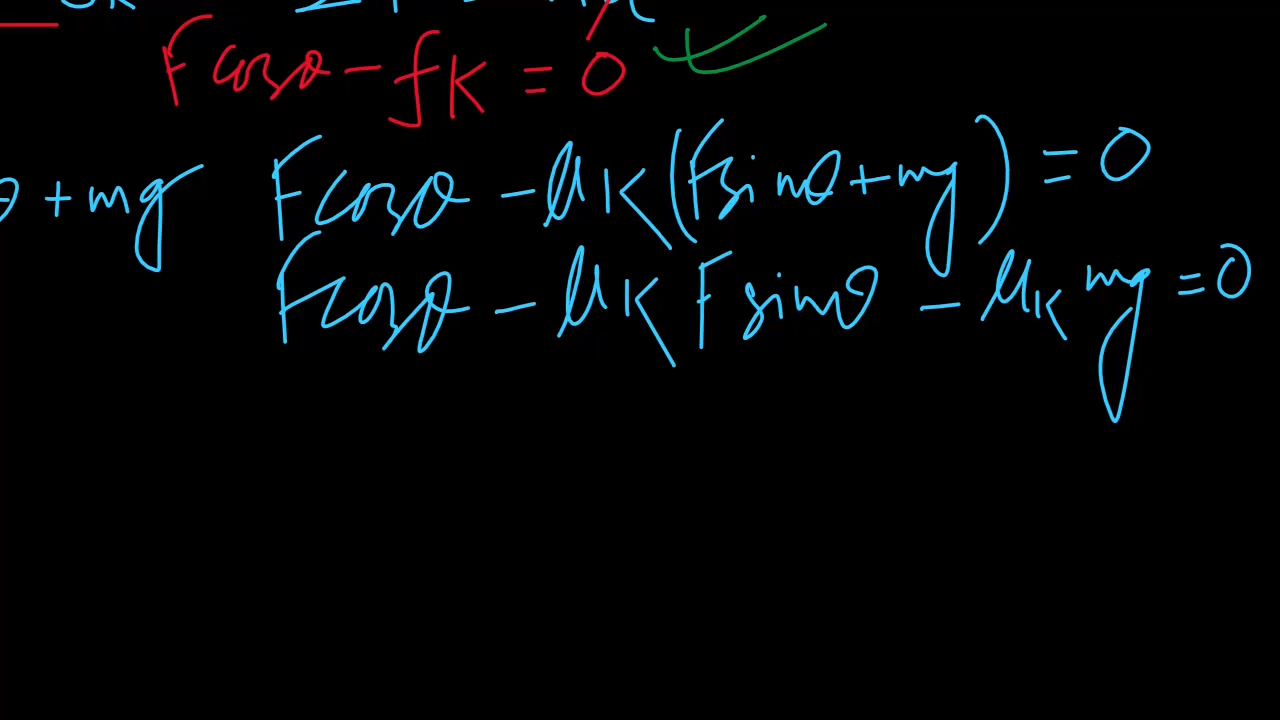 Fcosθ - fK = 0
θ + mg Fcosθ - μK(Fsinθ+mg) = 0
Fcosθ - μK Fsinθ - μK mg = 0